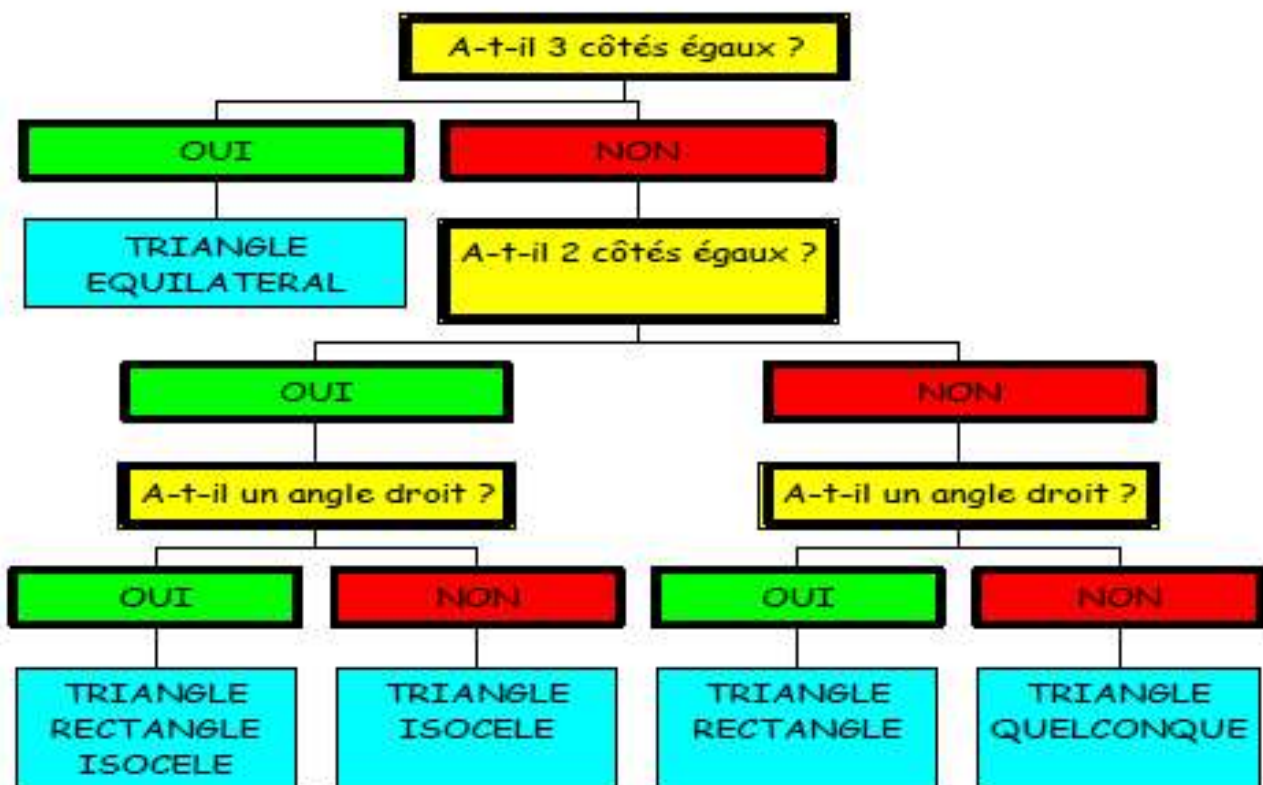 A-t-il 3 côtés égaux ?
OUI
NON
TRIANGLE
EQUILATERAL
A-t-il 2 côtés égaux ?
OUI
NON
A-t-il un angle droit ?
A-t-il un angle droit ?
OUI
NON
OUI
NON
TRIANGLE
RECTANGLE
ISOCELE
TRIANGLE
ISOCELE
TRIANGLE
RECTANGLE
TRIANGLE
QUELCONQUE